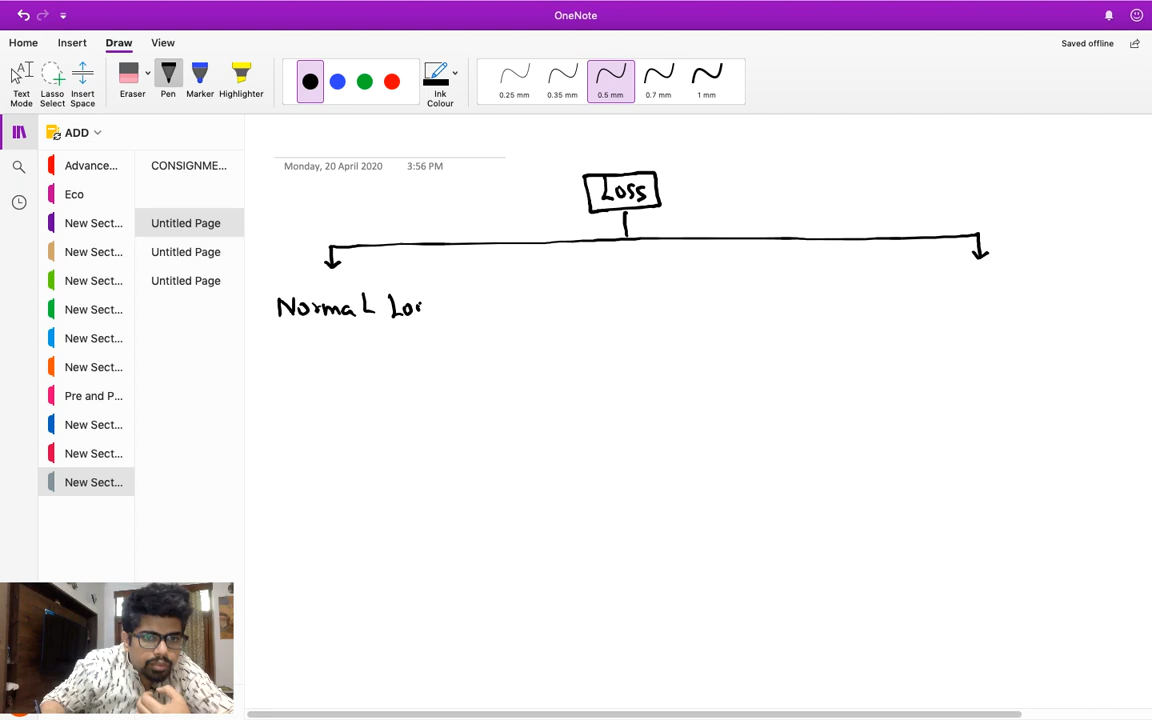 OneNote
Home Insert Draw View
Saved offline
Text Mode
Lasso Select
Insert Space
Eraser
Pen
Marker
Highlighter
Ink Colour
0.25 mm
0.35 mm
0.5 mm
0.7 mm
1 mm
ADD
Advance...
Eco
New Sect...
New Sect...
New Sect...
New Sect...
New Sect...
New Sect...
Pre and P...
New Sect...
New Sect...
New Sect...
CONSIGNME...
Untitled Page
Untitled Page
Untitled Page
Monday, 20 April 2020 3:56 PM
Loss
Normal